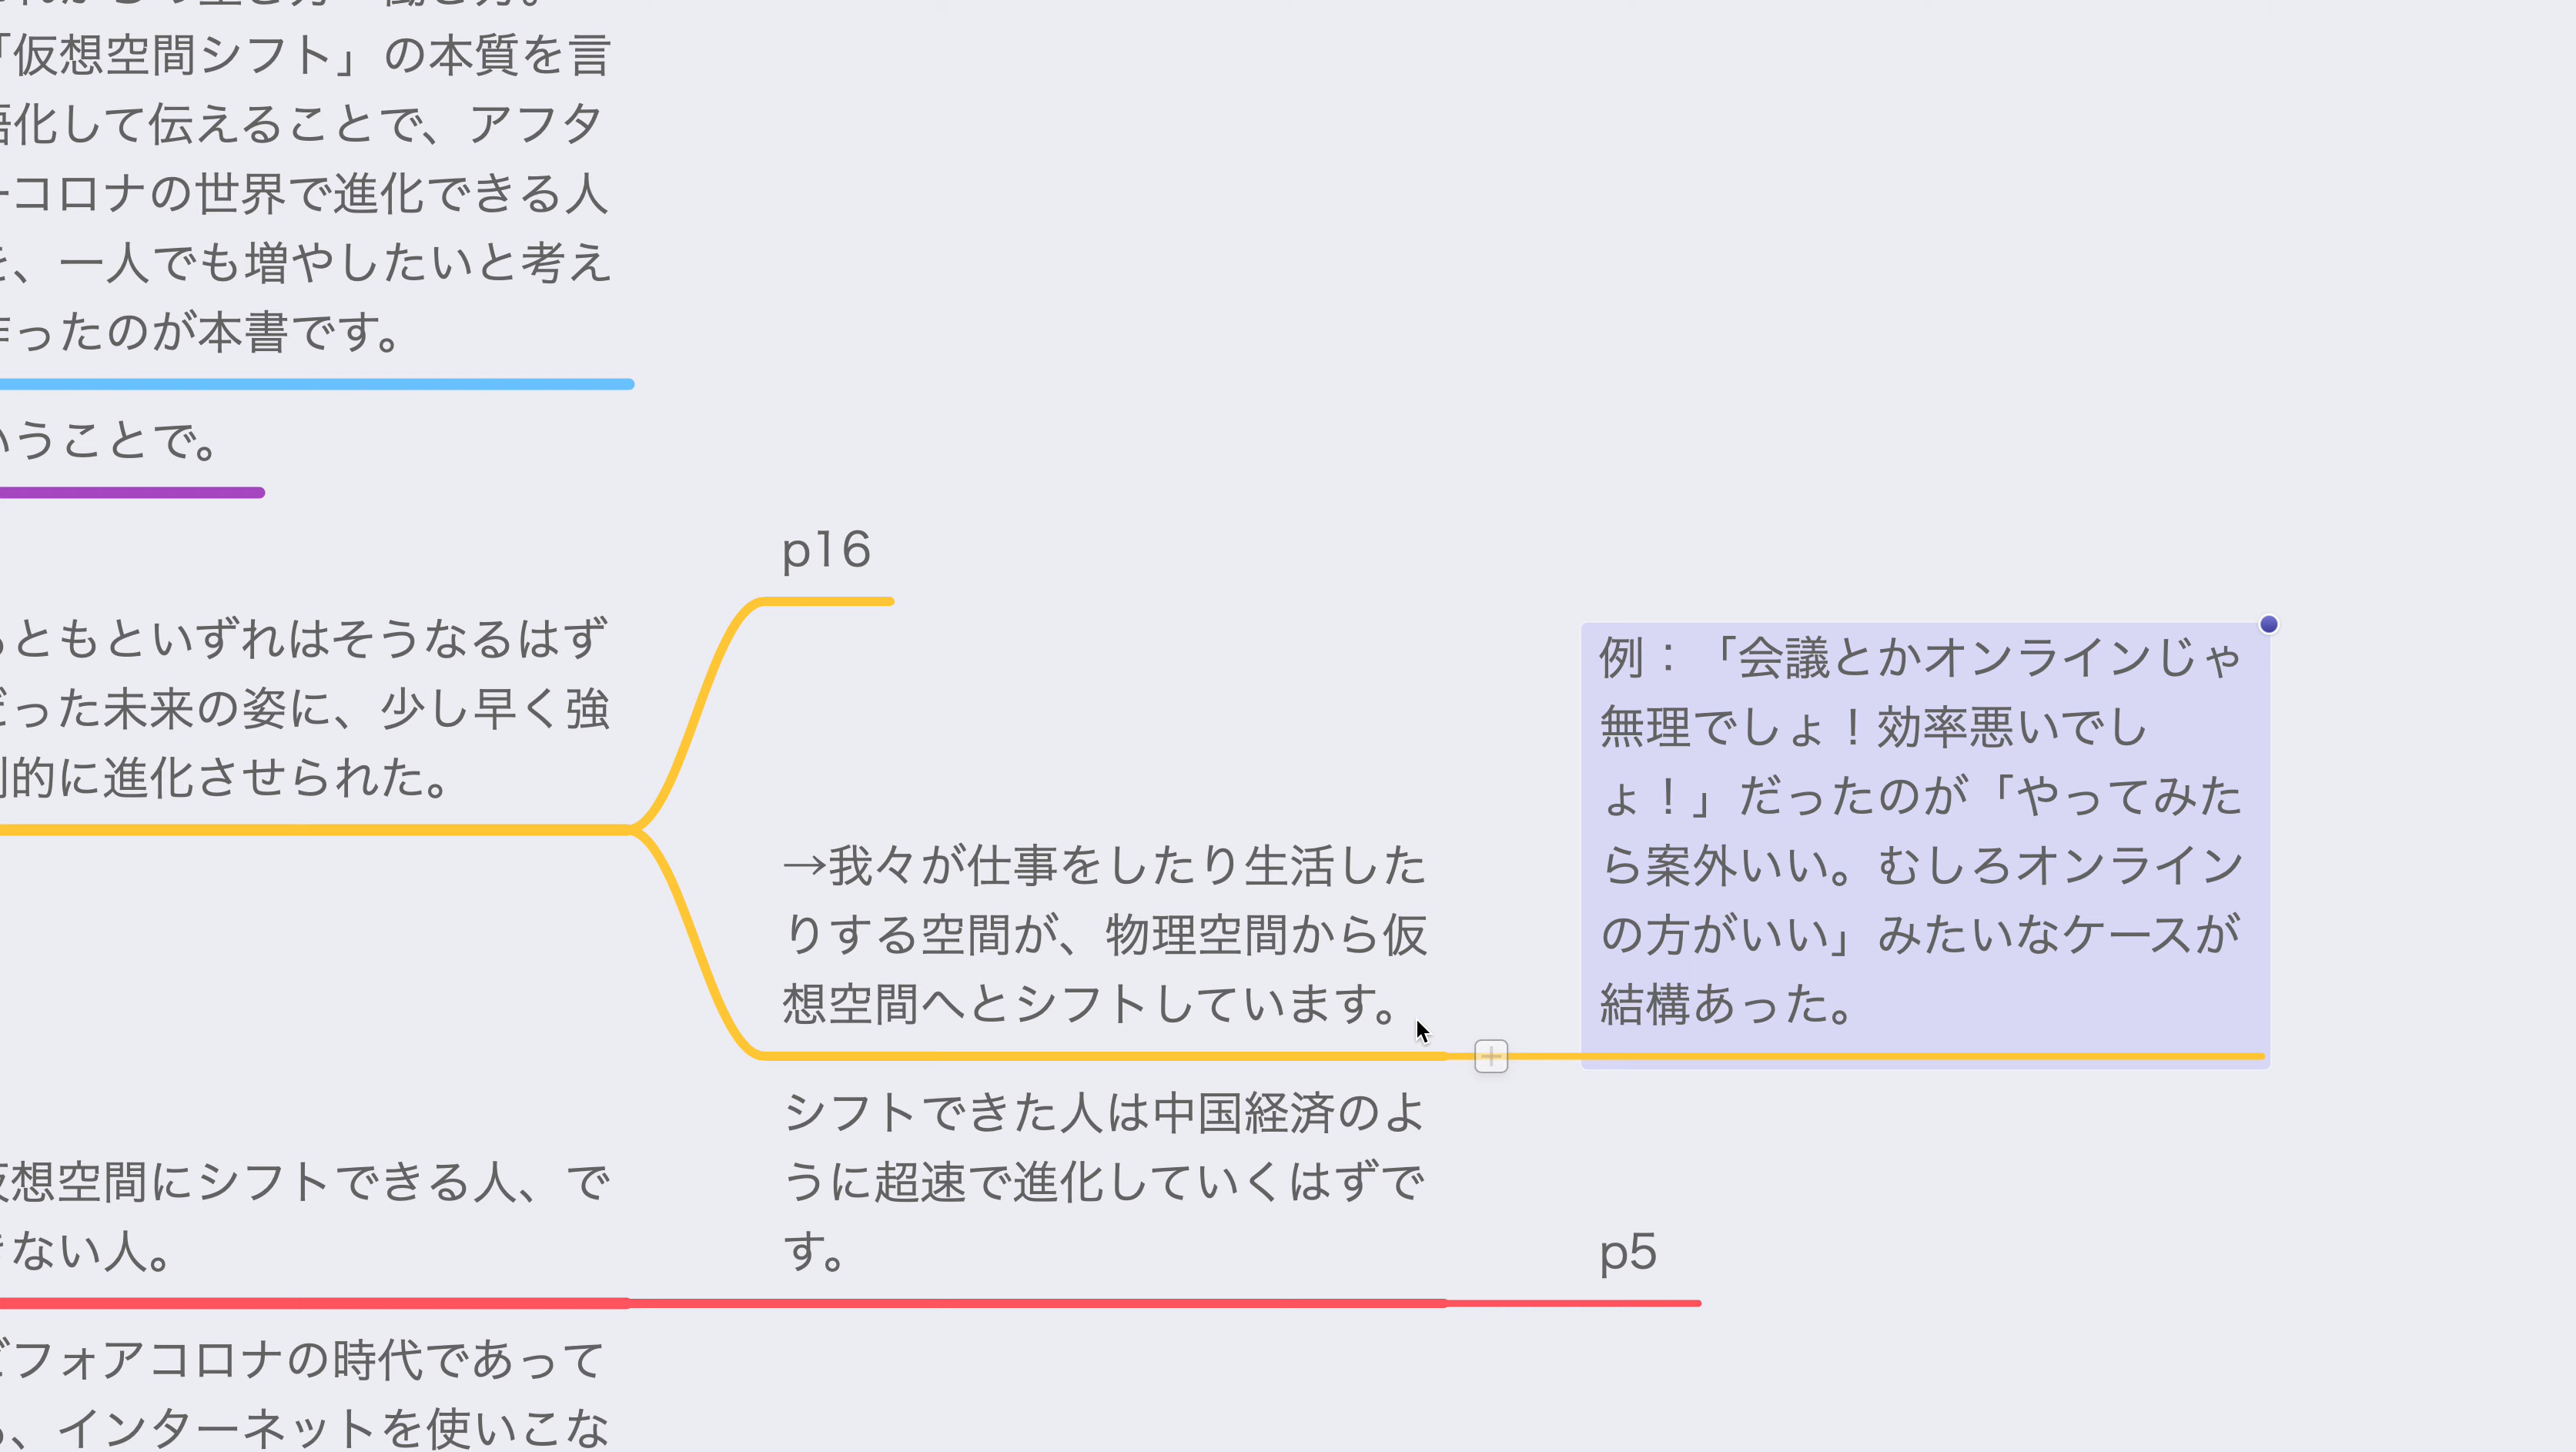 「仮想空間シフト」の本質を言
語化して伝えることで、アフタ
ーコロナの世界で進化できる人
を、一人でも増やしたいと考え
作ったのが本書です。
いうことで。
p16
もともといずれはそうなるはず
だった未来の姿に、少し早く強
制的に進化させられた。
→我々が仕事をしたり生活した
りする空間が、物理空間から仮
想空間へとシフトしています。
例：「会議とかオンラインじゃ
無理でしょ！効率悪いでし
ょ！」だったのが「やってみた
ら案外いい。むしろオンライン
の方がいい」みたいなケースが
結構あった。
仮想空間にシフトできる人、で
きない人。
シフトできた人は中国経済のよ
うに超速で進化していくはずで
す。
p5
ビフォアコロナの時代であって
も、インターネットを使いこな